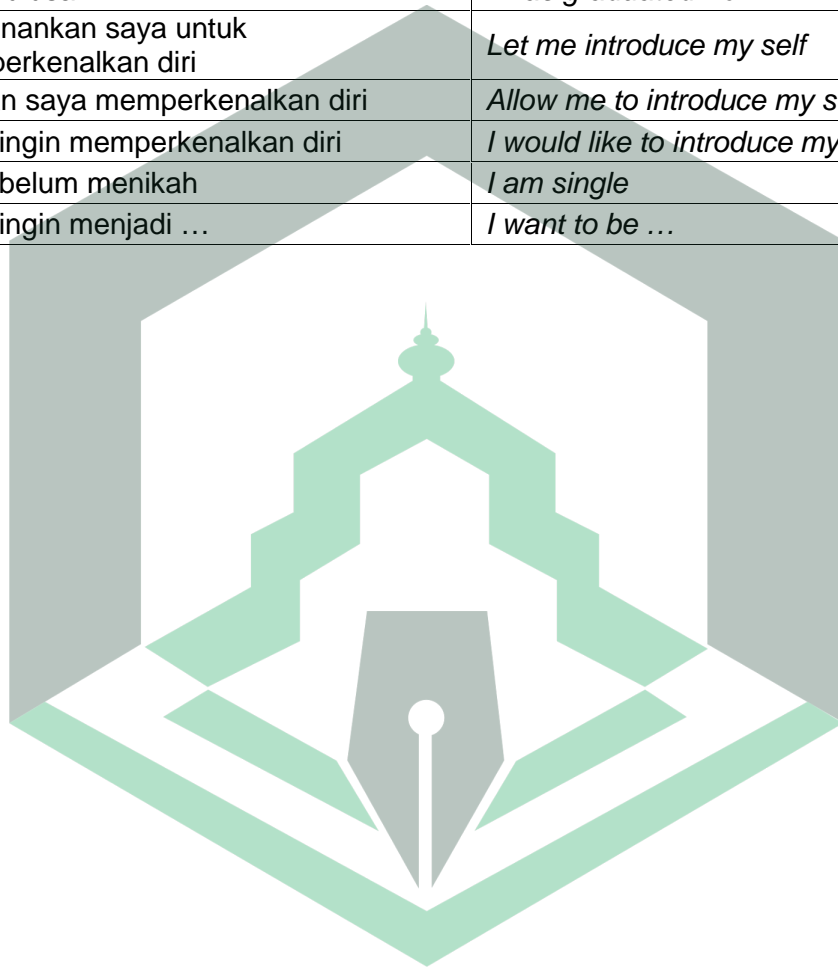 nankan saya untuk
perkenalkan diri
Let me introduce my self
n saya memperkenalkan diri
Allow me to introduce my s
ingin memperkenalkan diri
I would like to introduce my
belum menikah
I am single
ingin menjadi …
I want to be …